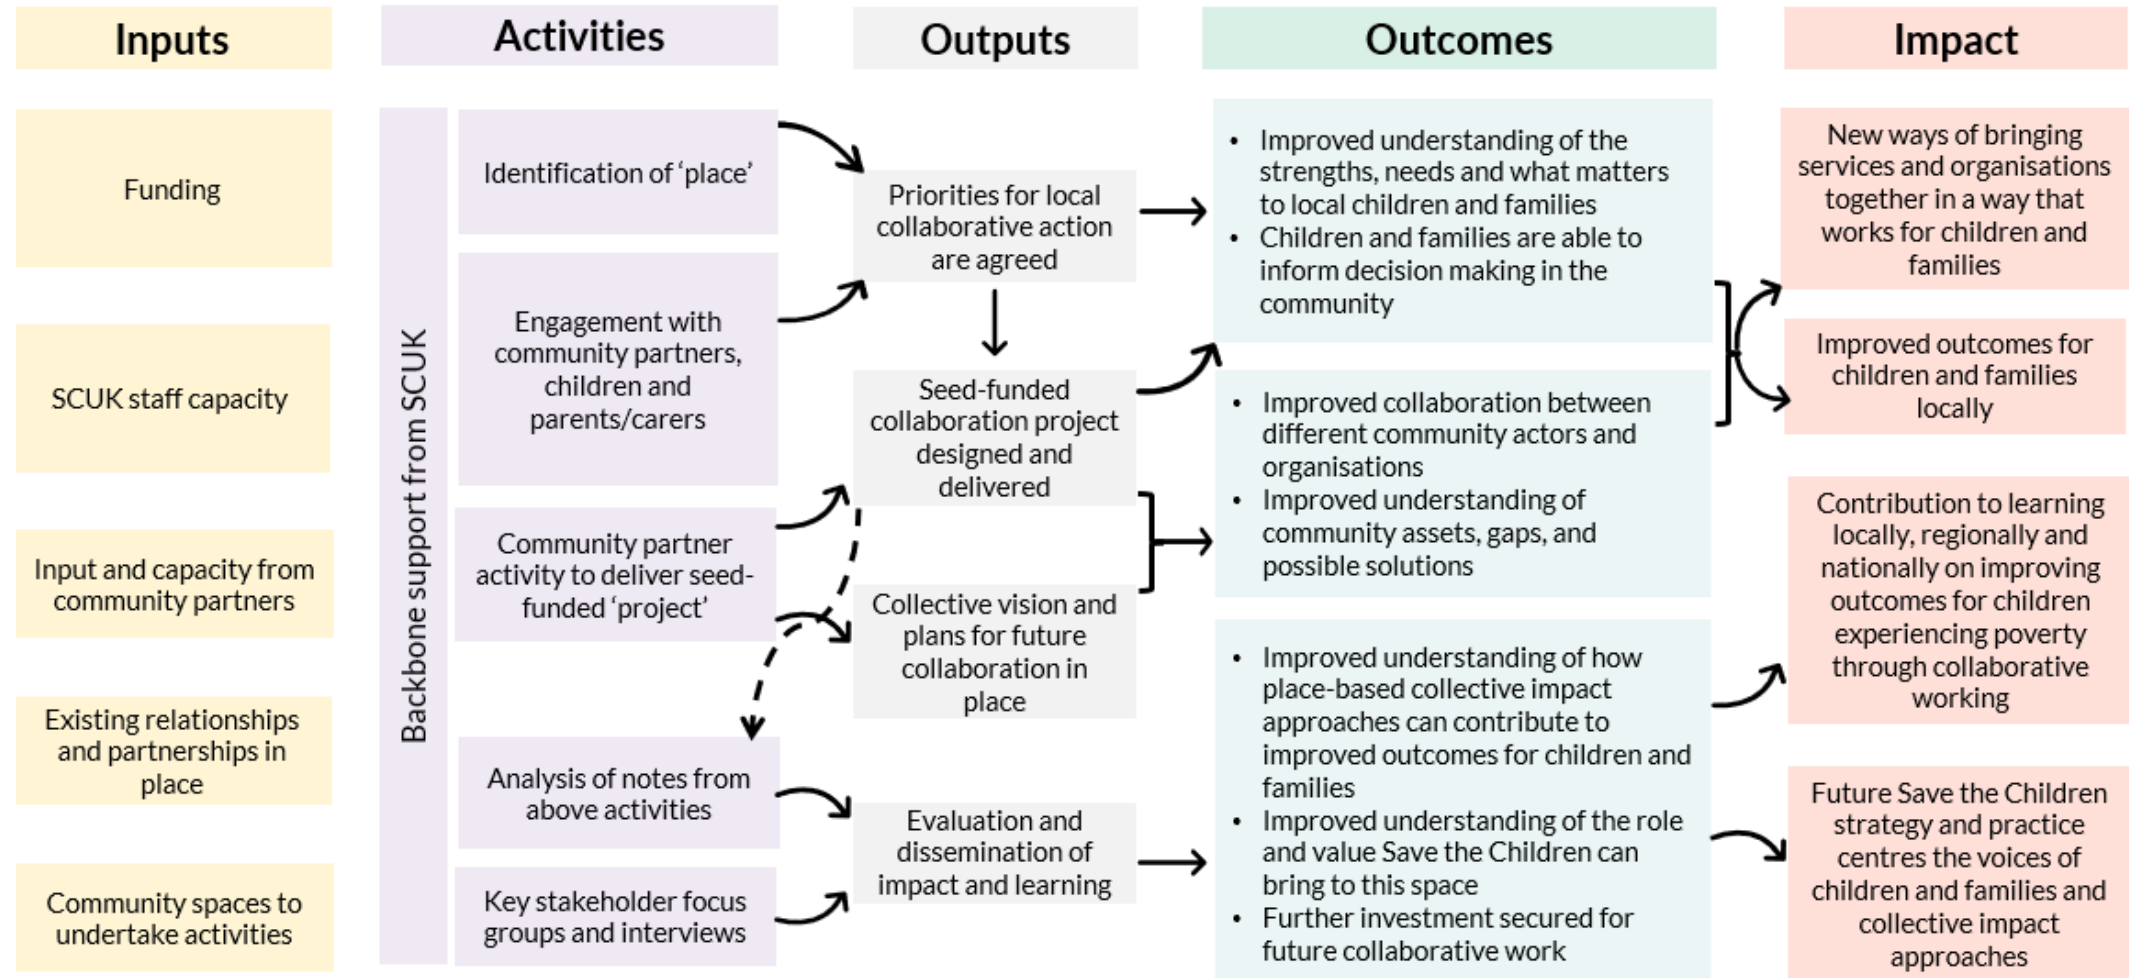 Inputs
Funding
SCUK staff capacity
Input and capacity from
community partners
Existing relationships
and partnerships in
place
Community spaces to
undertake activities
Activities
Backbone support from SCUK
Identification of ‘place’
Engagement with
community partners,
children and
parents/carers
Community partner
activity to deliver seed-
funded ‘project’
Analysis of notes from
above activities
Key stakeholder focus
groups and interviews
Outputs
Priorities for local
collaborative action
are agreed
Seed-funded
collaboration project
designed and
delivered
Collective vision and
plans for future
collaboration in
place
Evaluation and
dissemination of
impact and learning
Outcomes
• Improved understanding of the
strengths, needs and what matters
to local children and families
• Children and families are able to
inform decision making in the
community
• Improved collaboration between
different community actors and
organisations
• Improved understanding of
community assets, gaps, and
possible solutions
• Improved understanding of how
place-based collective impact
approaches can contribute to
improved outcomes for children and
families
• Improved understanding of the role
and value Save the Children can
bring to this space
• Further investment secured for
future collaborative work
Impact
New ways of bringing
services and organisations
together in a way that
works for children and
families
Improved outcomes for
children and families
locally
Contribution to learning
locally, regionally and
nationally on improving
outcomes for children
experiencing poverty
through collaborative
working
Future Save the Children
strategy and practice
centres the voices of
children and families and
collective impact
approaches